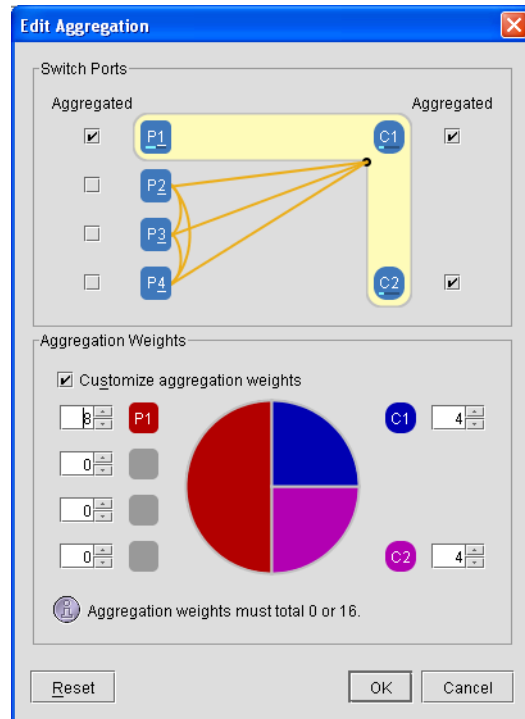 Edit Aggregation
Switch Ports
Aggregated Aggregated
P1 C1
P2
P3
P4 C2
Aggregation Weights
Customize aggregation weights
8 P1 C1 4
0
0
0 C2 4
Aggregation weights must total 0 or 16.
Reset OK Cancel